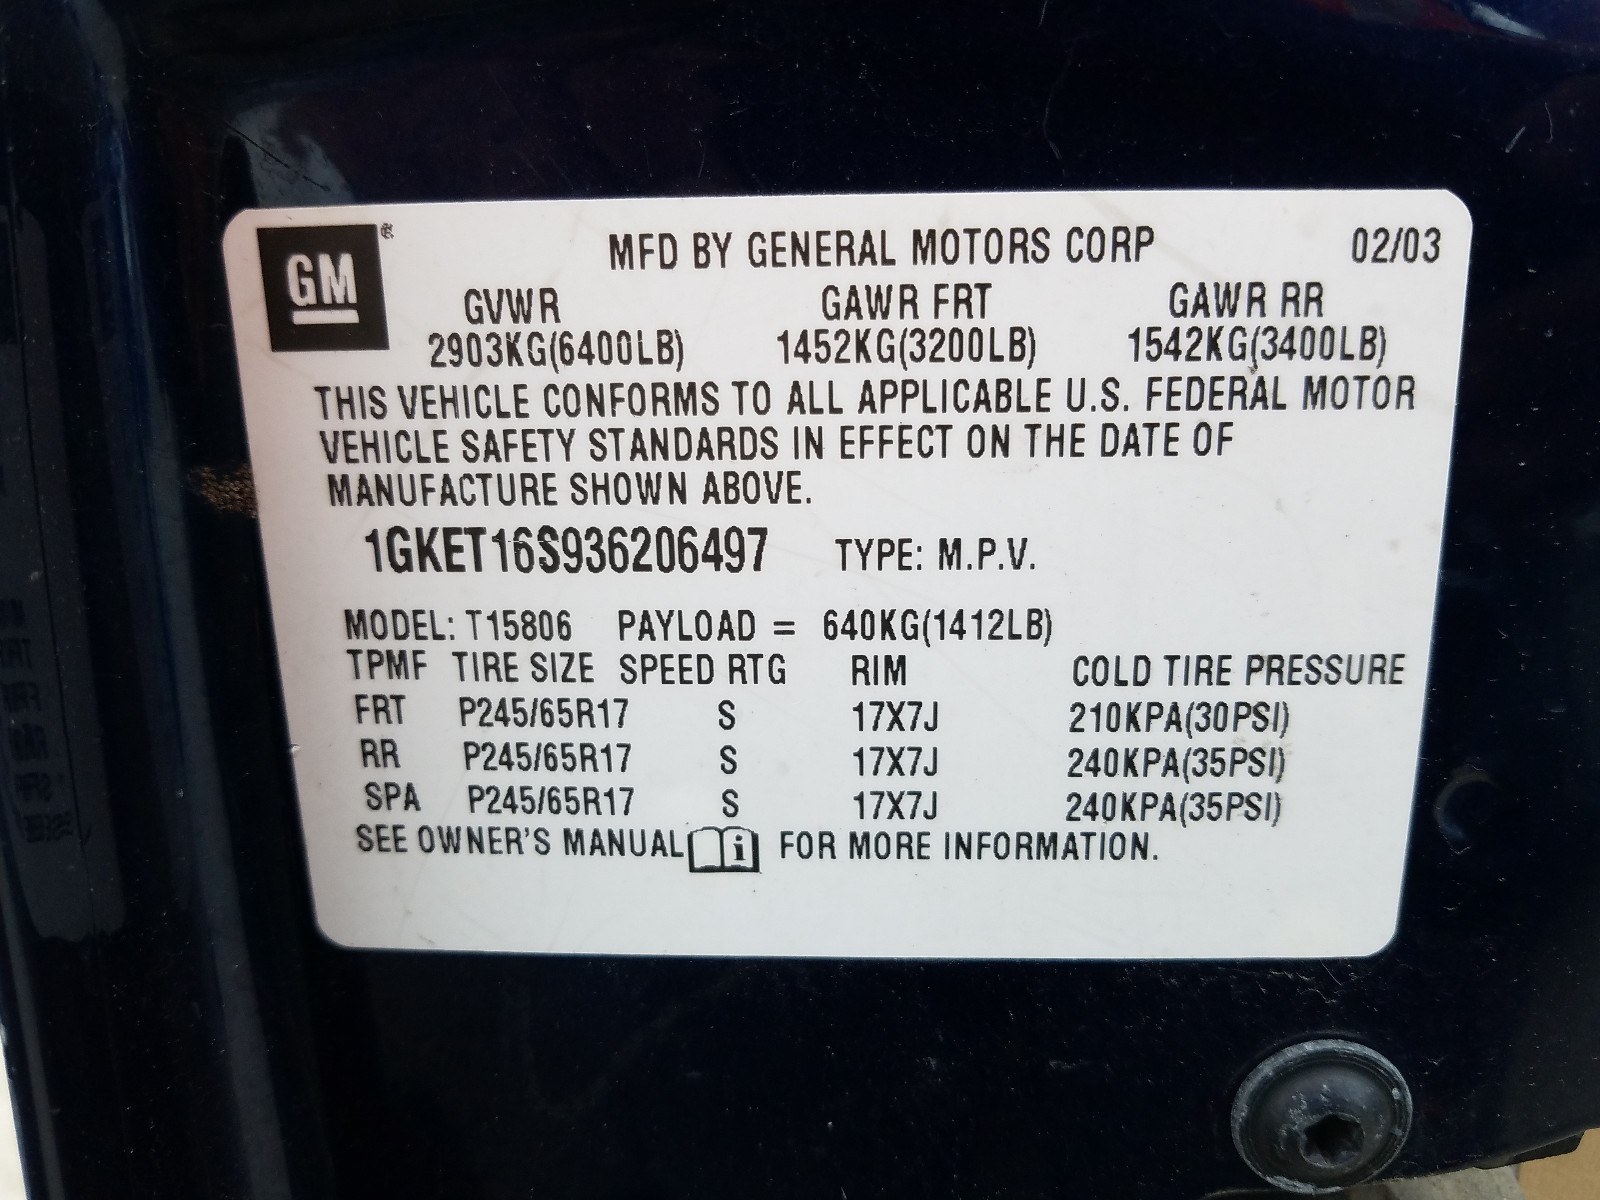 GM®
MFD BY GENERAL MOTORS CORP 02/03
GVWR GAWR FRT GAWR RR
2903KG(6400LB) 1452KG(3200LB) 1542KG(3400LB)
THIS VEHICLE CONFORMS TO ALL APPLICABLE U.S. FEDERAL MOTOR
VEHICLE SAFETY STANDARDS IN EFFECT ON THE DATE OF
MANUFACTURE SHOWN ABOVE.
1GKET16S936206497 TYPE: M.P.V.
MODEL: T15806 PAYLOAD = 640KG(1412LB)
TPMF TIRE SIZE SPEED RTG RIM COLD TIRE PRESSURE
FRT P245/65R17 S 17X7J 210KPA(30PSI)
RR P245/65R17 S 17X7J 240KPA(35PSI)
SPA P245/65R17 S 17X7J 240KPA(35PSI)
SEE OWNER'S MANUAL i FOR MORE INFORMATION.